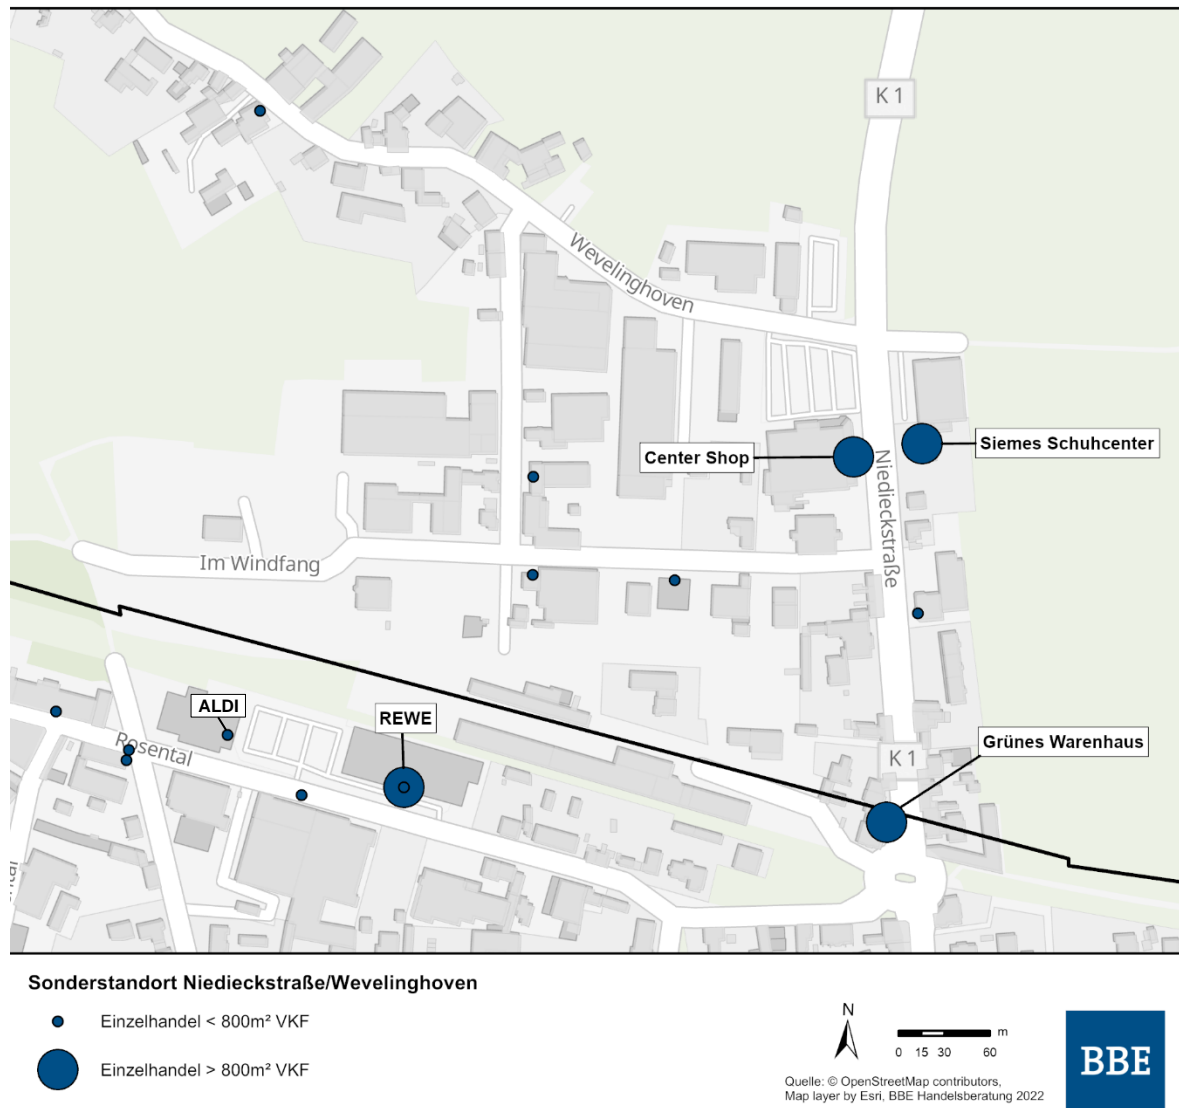 K 1
Wevelinghoven
Center Shop
Siemes Schuhcenter
Niedieckstraße
Im Windfang
ALDI
REWE
Rosental
Grünes Warenhaus
K 1
Sonderstandort Niedieckstraße/Wevelinghoven
Einzelhandel < 800m² VKF
Einzelhandel > 800m² VKF
N
m
0 15 30 60
Quelle: © OpenStreetMap contributors,
Map layer by Esri, BBE Handelsberatung 2022
BBE